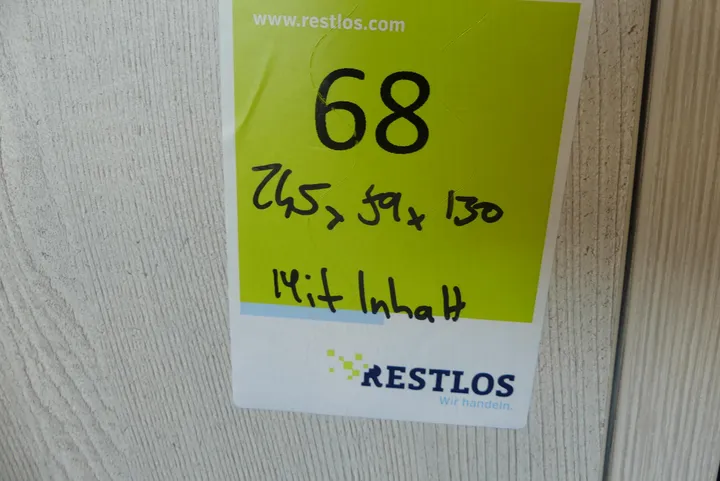 www.restlos.com
68
245 x 59 x 130
Mit Inhalt
RESTLOS
Wir handeln.